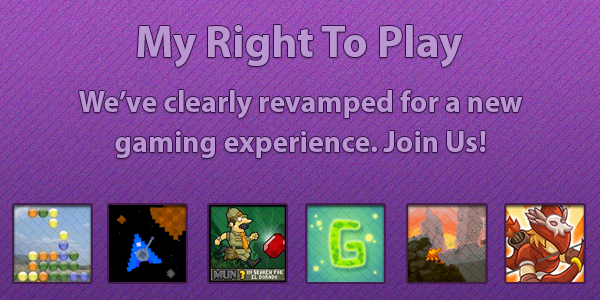 My Right To Play
We’ve clearly revamped for a new
gaming experience. Join Us!
G
IN SEARCH FOR
EL DORADO